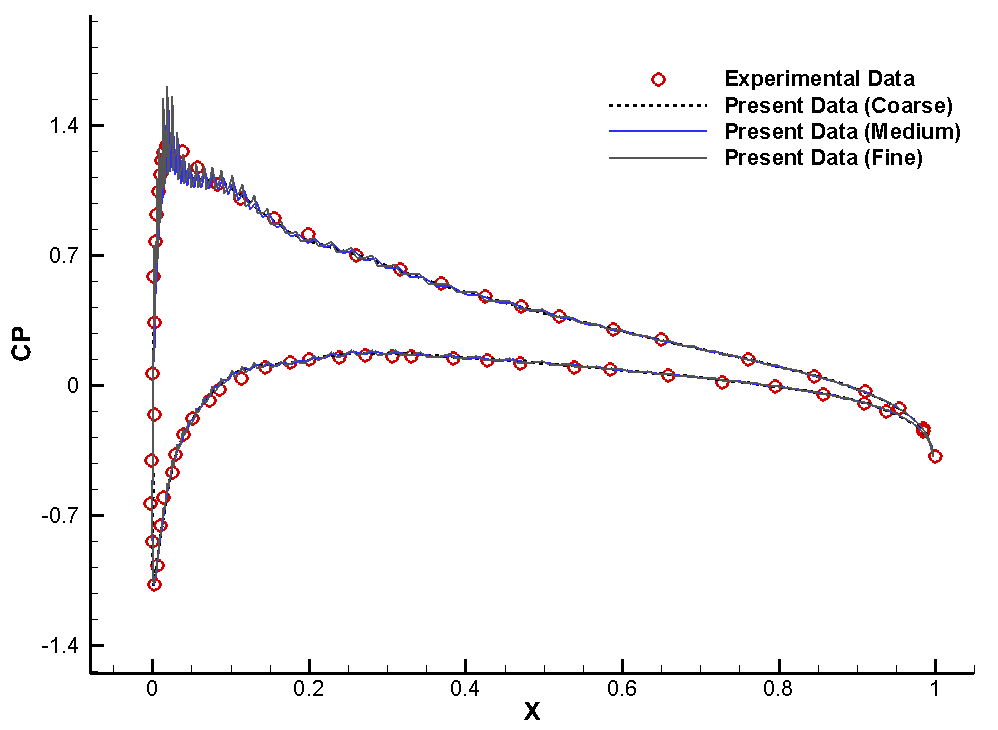 Experimental Data
Present Data (Coarse)
Present Data (Medium)
Present Data (Fine)
1.4
0.7
0
-0.7
-1.4
CP
0 0.2 0.4 0.6 0.8 1
X